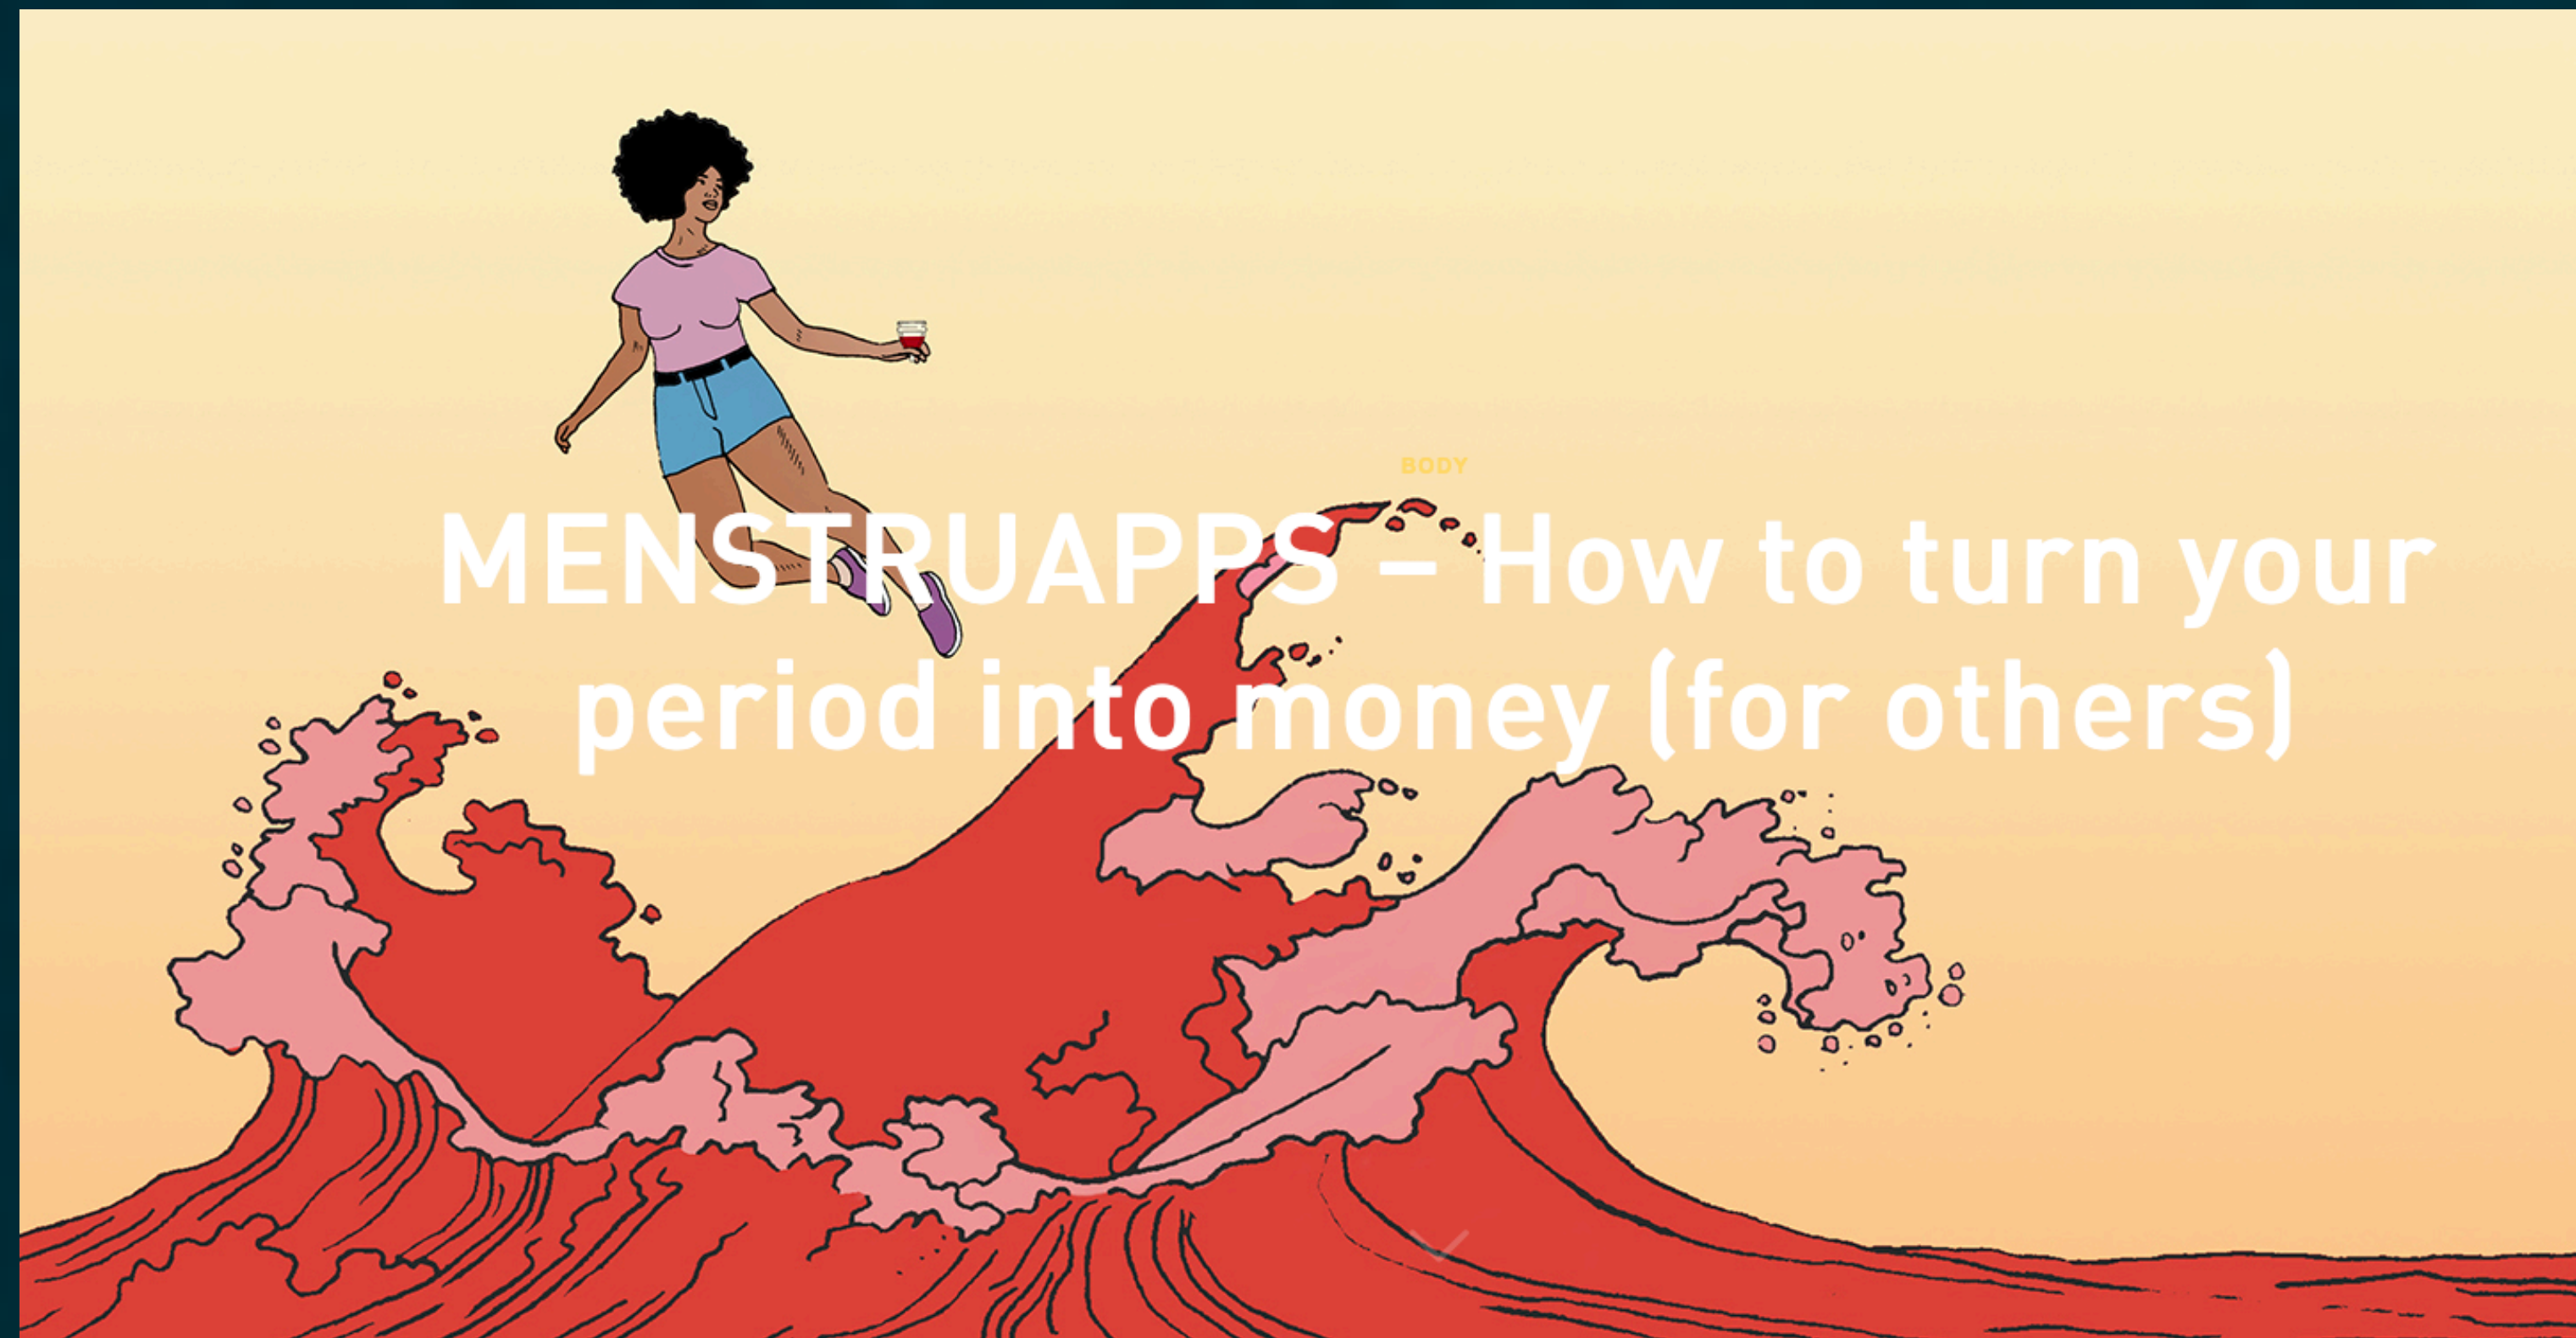 BODY
MENSTRUAPPS – How to turn your
period into money (for others)